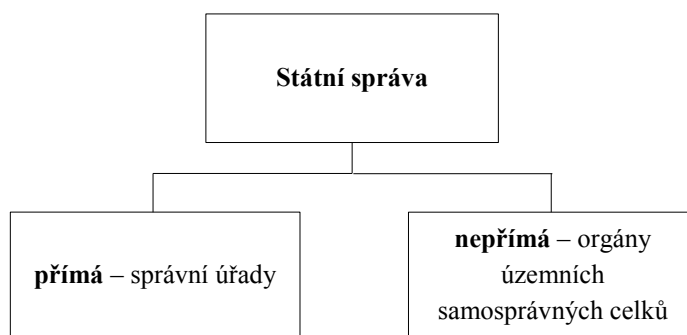 Státní správa
přímá – správní úřady
nepřímá – orgány
územních
samosprávných celků